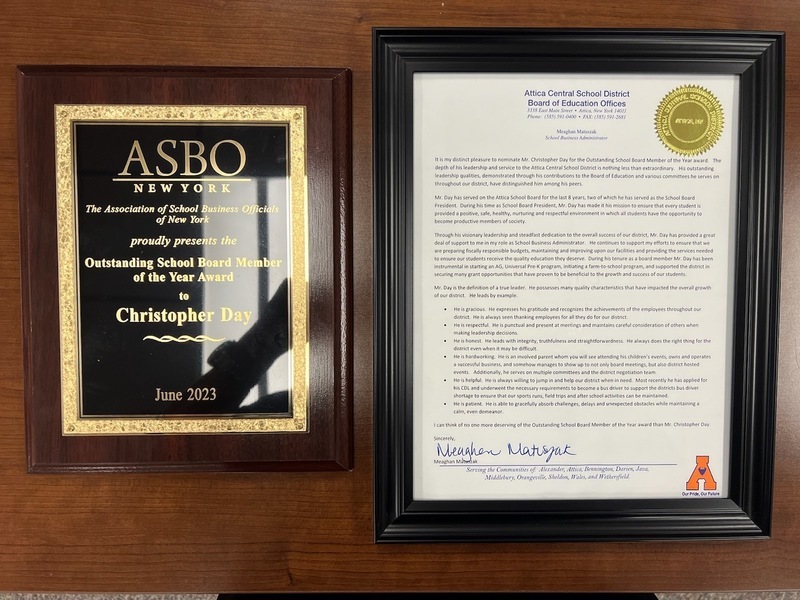 ASBO
NEW YORK
The Association of School Business Officials
of New York
proudly presents the
Outstanding School Board Member
of the Year Award
to
Christopher Day
June 2023
Attica Central School District
Board of Education Offices
3338 East Main Street • Attica, New York 14011
Phone: (585) 591-0400 • FAX: (585) 591-2681
Meaghan Matuszak
School Business Administrator
ATTICA CENTRAL SCHOOL DISTRICT
ATTICA, NY
It is my distinct pleasure to nominate Mr. Christopher Day for the Outstanding School Board Member of the Year award. The
depth of his leadership and service to the Attica Central School District is nothing less than extraordinary. His outstanding
leadership qualities, demonstrated through his contributions to the Board of Education and various committees he serves on
throughout our district, have distinguished him among his peers.
Mr. Day has served on the Attica School Board for the last 8 years, two of which he has served as the School Board
President. During his time as School Board President, Mr. Day has made it his mission to ensure that every student is
provided a positive, safe, healthy, nurturing and respectful environment in which all students have the opportunity to
become productive members of society.
Through his visionary leadership and steadfast dedication to the overall success of our district, Mr. Day has provided a great
deal of support to me in my role as School Business Administrator. He continues to support my efforts to ensure that we
are preparing fiscally responsible budgets, maintaining and improving upon our facilities and providing the services needed
to ensure our students receive the quality education they deserve. During his tenure as a board member Mr. Day has been
instrumental in starting an AG, Universal Pre-K program, initiating a farm-to-school program, and supported the district in
securing many grant opportunities that have proven to be beneficial to the growth and success of our students.
Mr. Day is the definition of a true leader. He possesses many quality characteristics that have impacted the overall growth
of our district. He leads by example.
• He is gracious. He expresses his gratitude and recognizes the achievements of the employees throughout our
district. He is always seen thanking employees for all they do for our district.
• He is respectful. He is punctual and present at meetings and maintains careful consideration of others when
making leadership decisions.
• He is honest. He leads with integrity, truthfulness and straightforwardness. He always does the right thing for the
district even when it may be difficult.
• He is hardworking. He is an involved parent whom you will see attending his children's events, owns and operates
a successful business, and somehow manages to show up to not only board meetings, but also district hosted
events. Additionally, he serves on multiple committees and the district negotiation team
• He is helpful. He is always willing to jump in and help our district when in need. Most recently he has applied for
his CDL and underwent the necessary requirements to become a bus driver to support the districts bus driver
shortage to ensure that our sports runs, field trips and after school activities can be maintained.
• He is patient. He is able to gracefully absorb challenges, delays and unexpected obstacles while maintaining a
calm, even demeanor.
I can think of no one more deserving of the Outstanding School Board Member of the Year award than Mr. Christopher Day
Sincerely,
Meaghan Matuszak
Meaghan Matuszak
Serving the Communities of: Alexander, Attica, Bennington, Darien, Java,
Middlebury, Orangeville, Sheldon, Wales, and Wethersfield.
A
Our Pride, Our Future